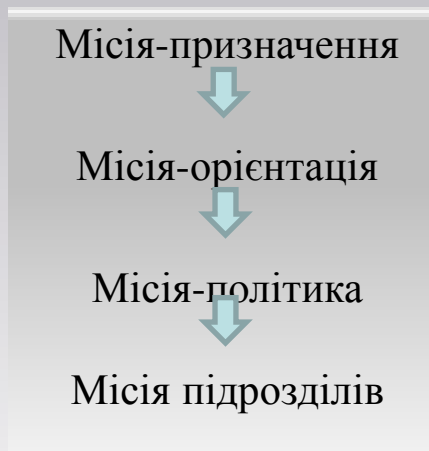 Місія-призначення
Місія-орієнтація
Місія-політика
Місія підрозділів